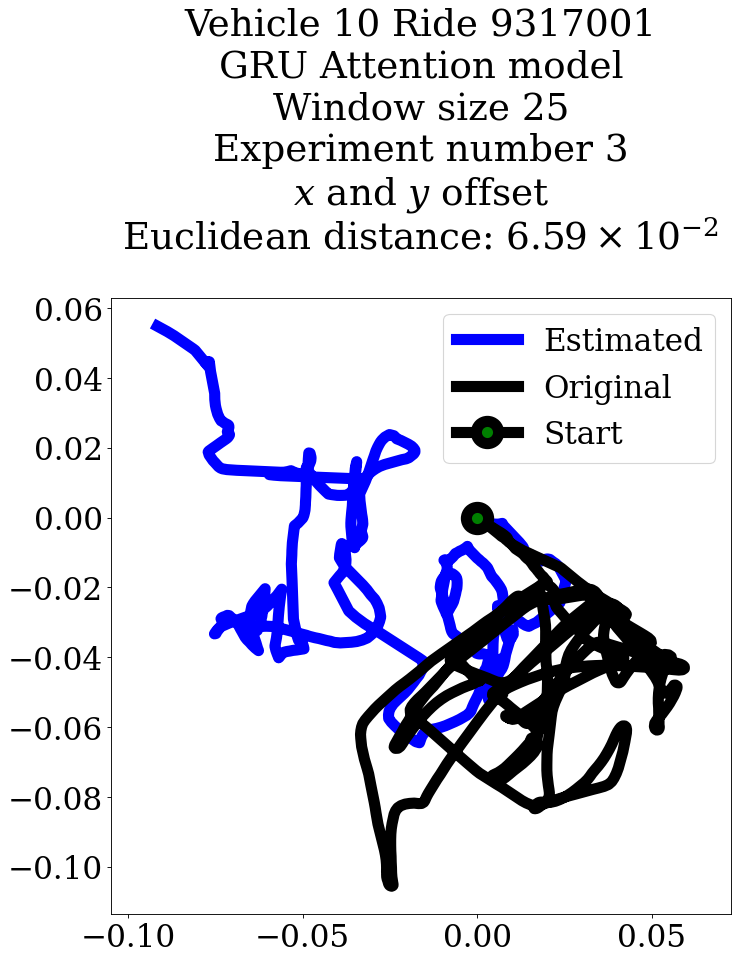 Vehicle 10 Ride 9317001
GRU Attention model
Window size 25
Experiment number 3
x and y offset
Euclidean distance: 6.59 × 10⁻²
0.06
0.04
0.02
0.00
−0.02
−0.04
−0.06
−0.08
−0.10
Estimated
Original
Start
−0.10
−0.05
0.00
0.05